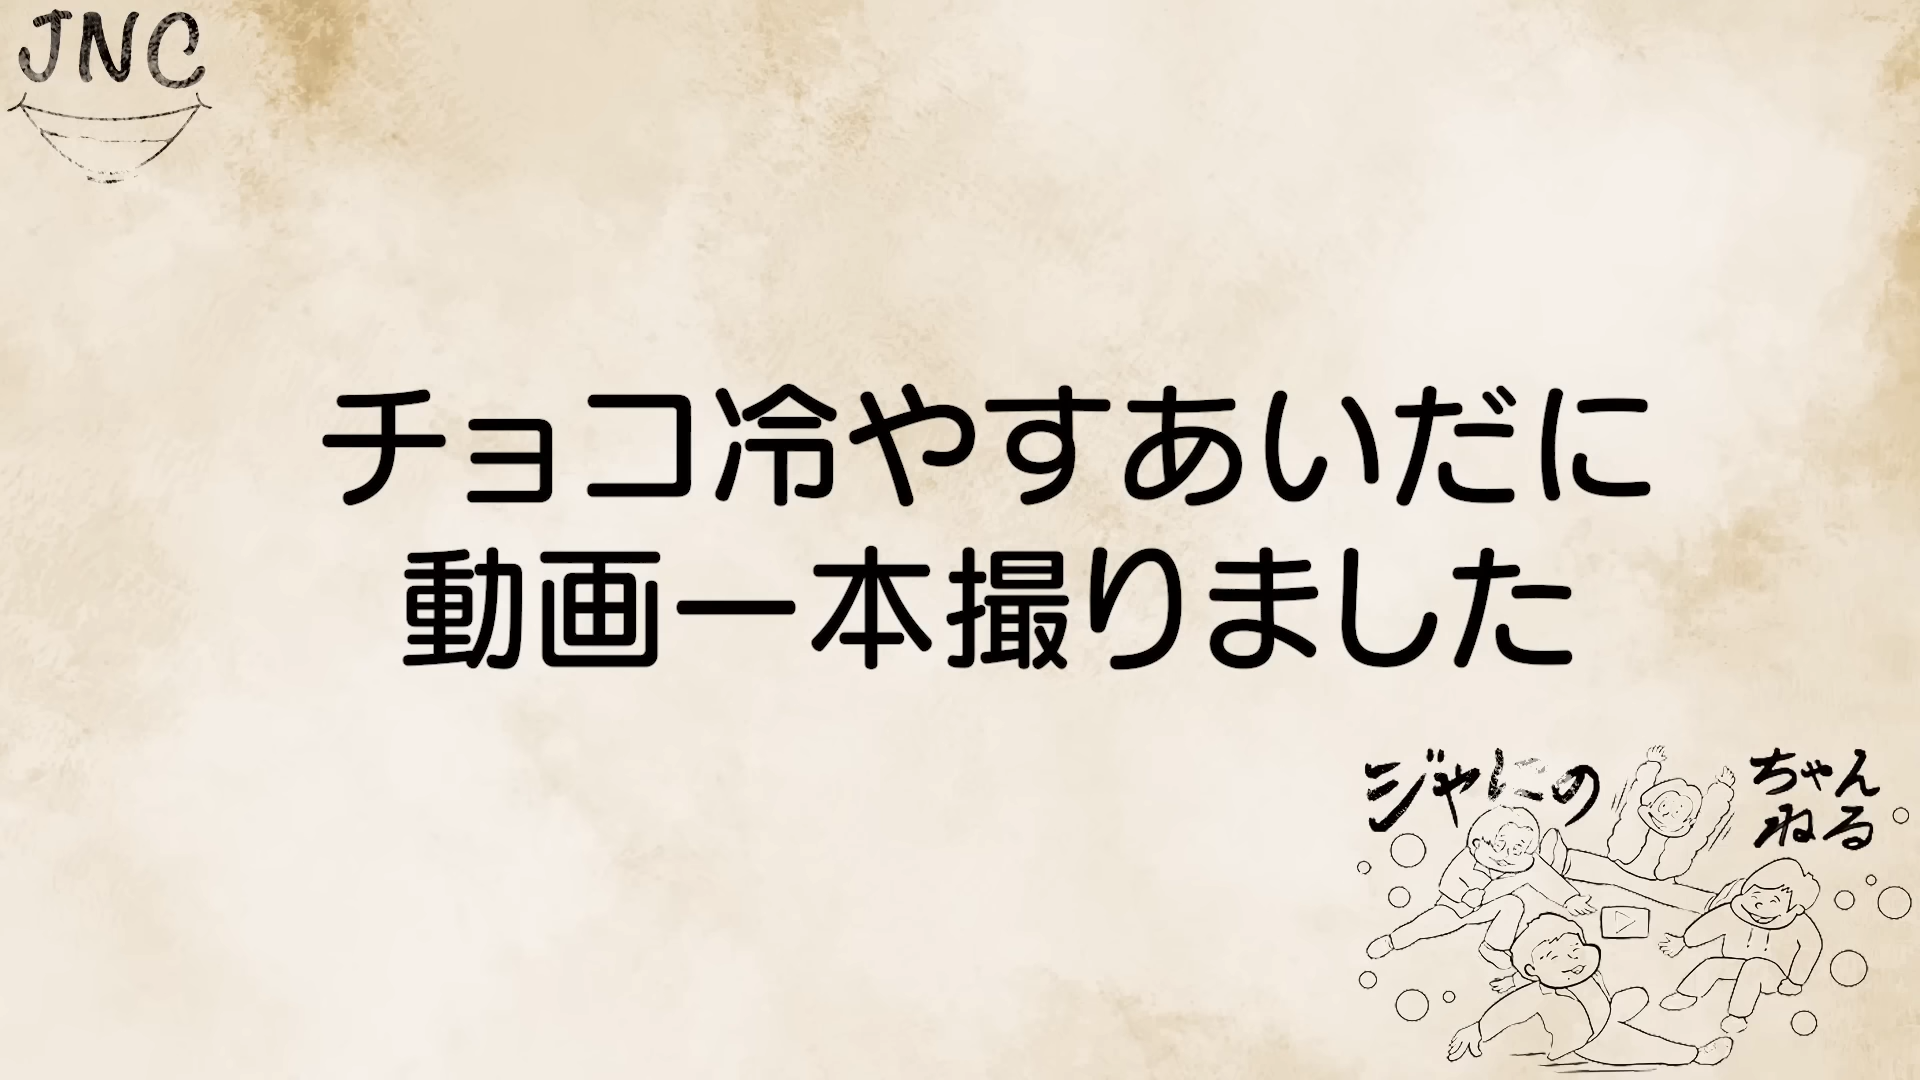 JNC
チョコ冷やすあいだに
動画一本撮りました
ジャにの
ちゃん
ねる